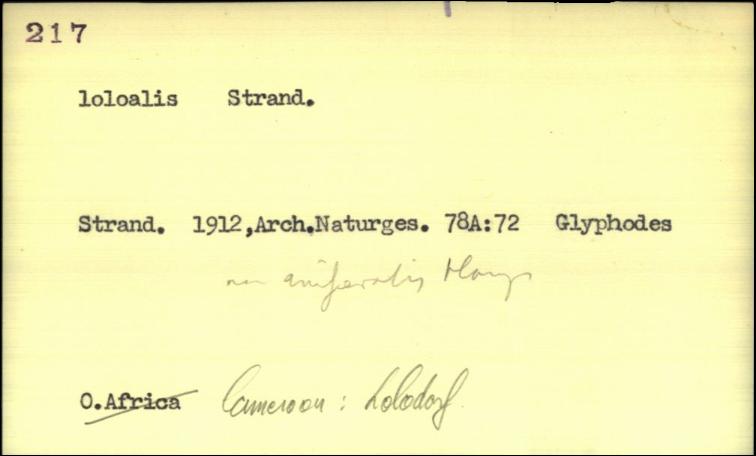 217
loloalis Strand.
Strand. 1912,Arch.Naturges. 78A:72 Glyphodes
O.Africa Cameroon: Lolodorf